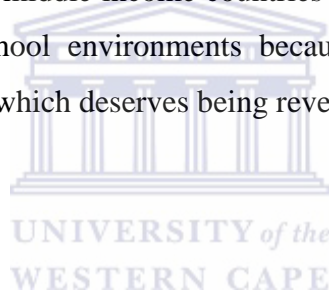 middle income countries
hool environments becau
which deserves being reve
UNIVERSITY of the
WESTERN CAPE